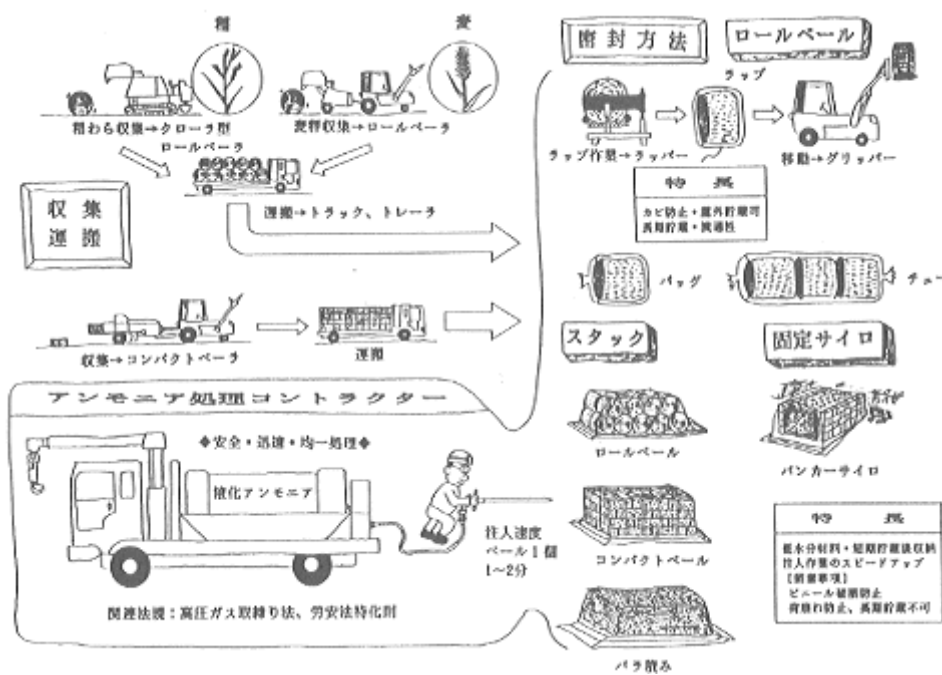 稲
麦
稲わら収集→クローラ型
ロールベーラ
麦稈収集→ロールベーラ
収集
運搬
運搬→トラック、トレーラ
収集→コンパクトベーラ
運搬
密封方法
ロールベール
ラップ
ラップ作業→ラッパー
移動→グリッパー
特 長
カビ防止・屋外貯蔵可
長期貯蔵・流通性
バッグ
チュー
スタック
固定サイロ
ロールベール
バンカーサイロ
コンパクトベール
バラ積み
特 長
低水分材料・短期貯蔵後収納
注入作業のスピードアップ
[留意事項]
ビニール破損防止
荷崩れ防止、長期貯蔵不可
アンモニア処理コントラクター
◆安全・迅速・均一処理◆
液化アンモニア
注入速度
ベール1個
1〜2分
関連法規：高圧ガス取締り法、労安法特化則